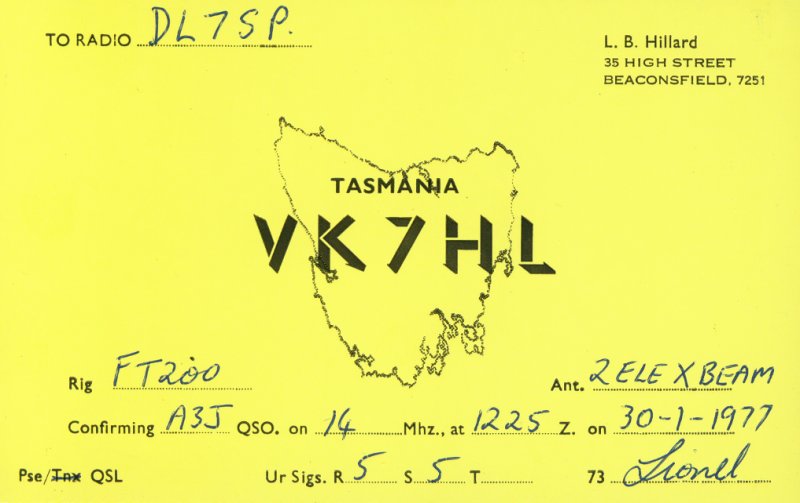 TO RADIO DL7SP.
L. B. Hillard
35 HIGH STREET
BEACONSFIELD, 7251
TASMANIA
VK7HL
Rig FT200 Ant. 2 ELE X BEAM
Confirming A3J QSO. on 14 Mhz., at 1225 Z. on 30-1-1977
Pse/Tnx QSL Ur Sigs. R 5 S 5 T 73 Lionel